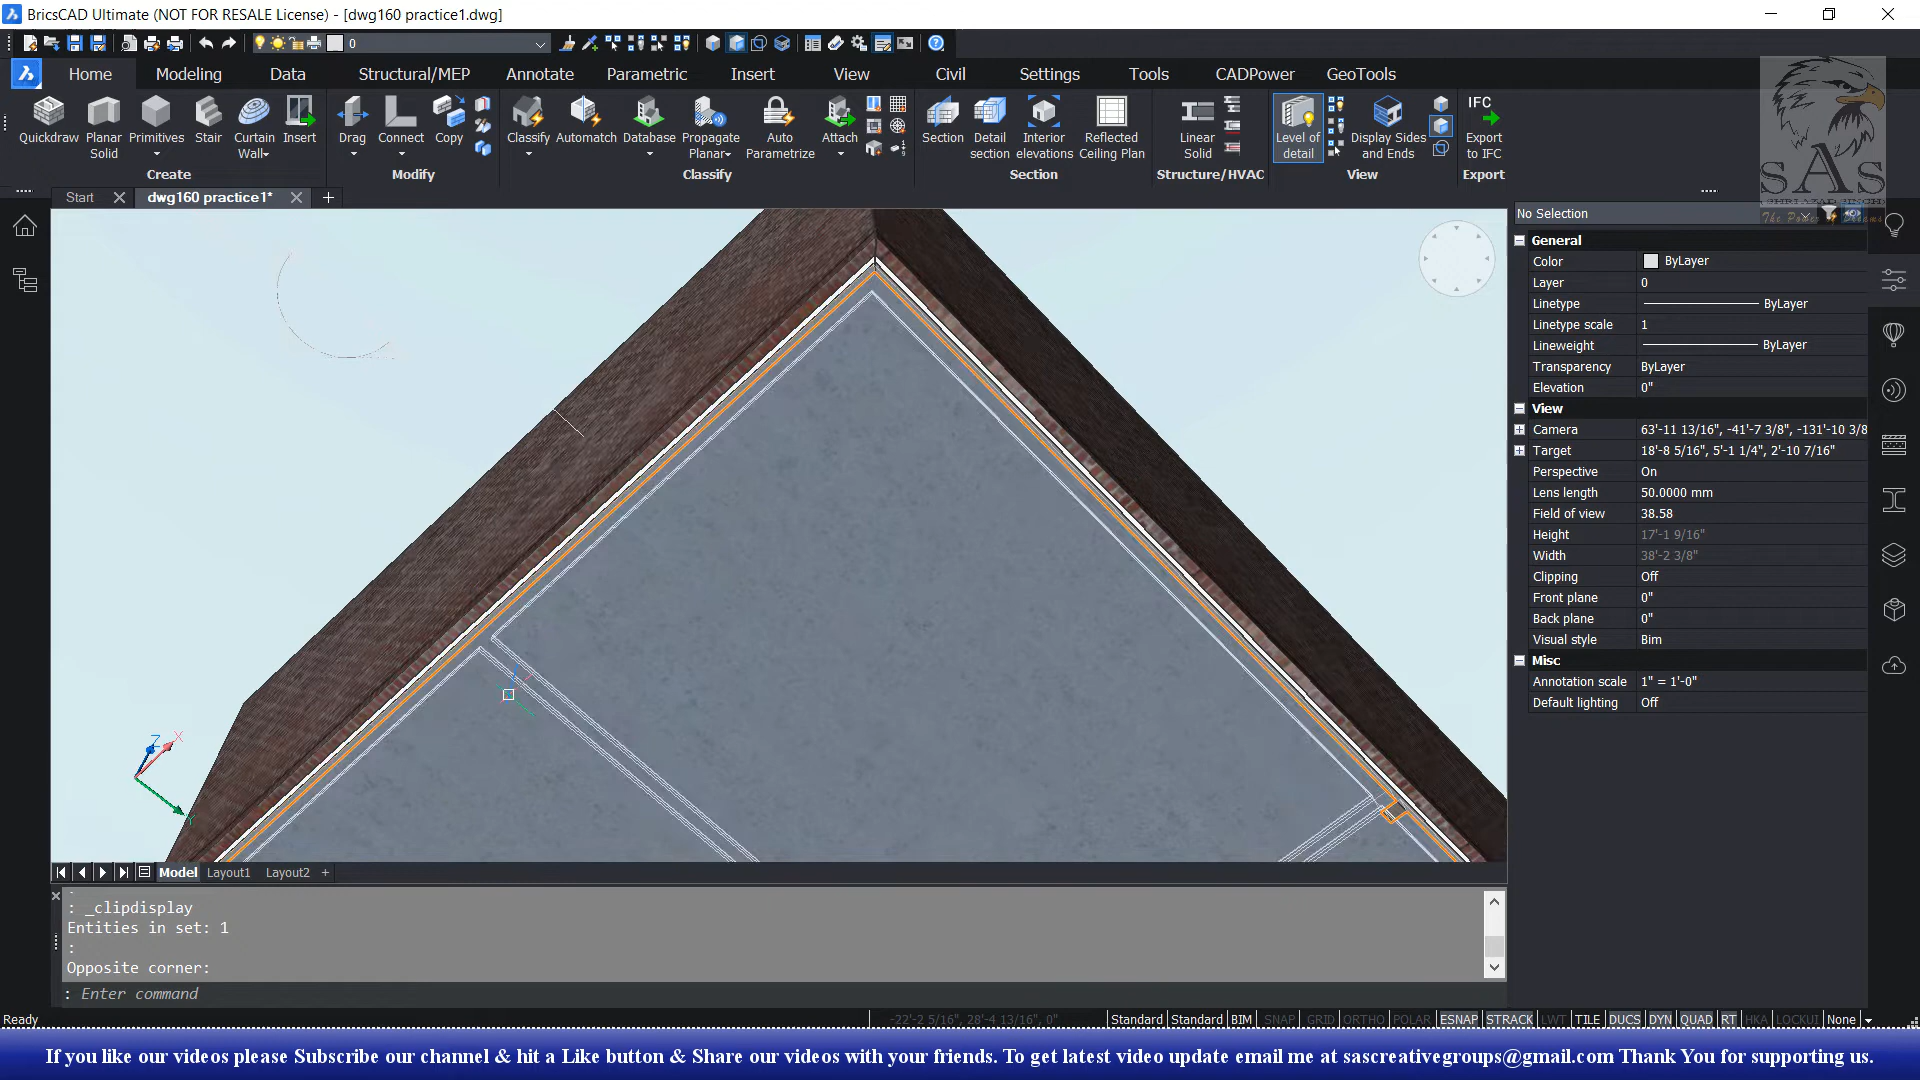 BricsCAD Ultimate (NOT FOR RESALE License) - [dwg160 practice1.dwg]
0
Home Modeling Data Structural/MEP Annotate Parametric Insert View Civil Settings Tools CADPower GeoTools
Quickdraw Planar Solid Primitives Stair Curtain Wall Insert Drag Connect Copy Classify Automatch Database Propagate Planar Auto Parametrize Attach Section Detail section Interior elevations Reflected Ceiling Plan Linear Solid Level of detail Display Sides and Ends IFC Export to IFC
Create Modify Classify Section Structure/HVAC View Export
SAS
Start dwg160 practice1*
No Selection
General
Color ByLayer
Layer 0
Linetype ByLayer
Linetype scale 1
Lineweight ByLayer
Transparency ByLayer
Elevation 0"
View
Camera 63'-11 13/16", -41'-7 3/8", -131'-10 3/8
Target 18'-8 5/16", 5'-1 1/4", 2'-10 7/16"
Perspective On
Lens length 50.0000 mm
Field of view 38.58
Height 17'-1 9/16"
Width 38'-2 3/8"
Clipping Off
Front plane 0"
Back plane 0"
Visual style Bim
Misc
Annotation scale 1" = 1'-0"
Default lighting Off
Z X
Y
Model Layout1 Layout2
: _clipdisplay
Entities in set: 1
:
Opposite corner:
: Enter command
Ready -22'-2 5/16", 28'-4 13/16", 0" Standard Standard BIM SNAP GRID ORTHO POLAR ESNAP STRACK LWT TILE DUCS DYN QUAD RT HKA LOCKUI None
If you like our videos please Subscribe our channel & hit a Like button & Share our videos with your friends. To get latest video update email me at sascreativegroups@gmail.com Thank You for supporting us.